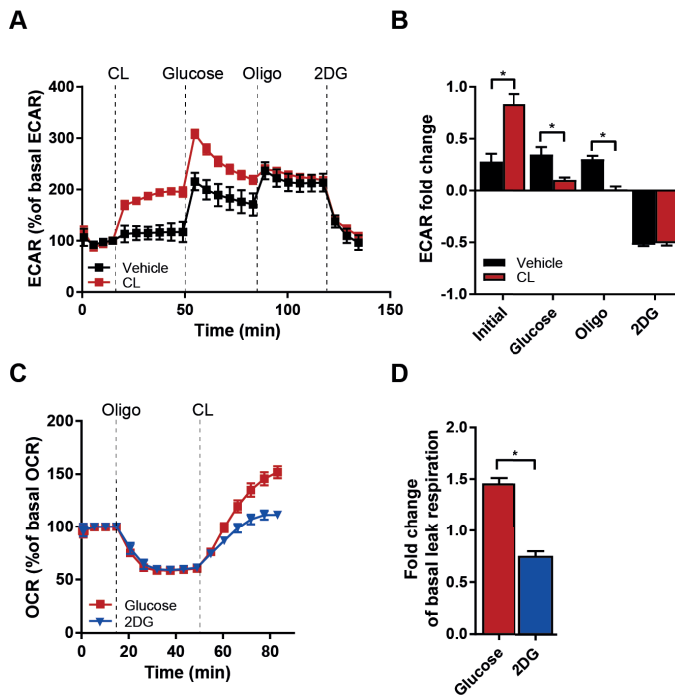 A
CL
Glucose
Oligo
2DG
ECAR (% of basal ECAR)
400
300
200
100
0
Vehicle
CL
0
50
100
150
Time (min)
B
ECAR fold change
1.0
0.5
0.0
-0.5
-1.0
*
*
*
Vehicle
CL
Initial
Glucose
Oligo
2DG
C
Oligo
CL
OCR (%of basal OCR)
200
150
100
50
0
Glucose
2DG
0
20
40
60
80
Time (min)
D
Fold change
of basal leak respiration
2.0
1.5
1.0
0.5
0.0
*
Glucose
2DG